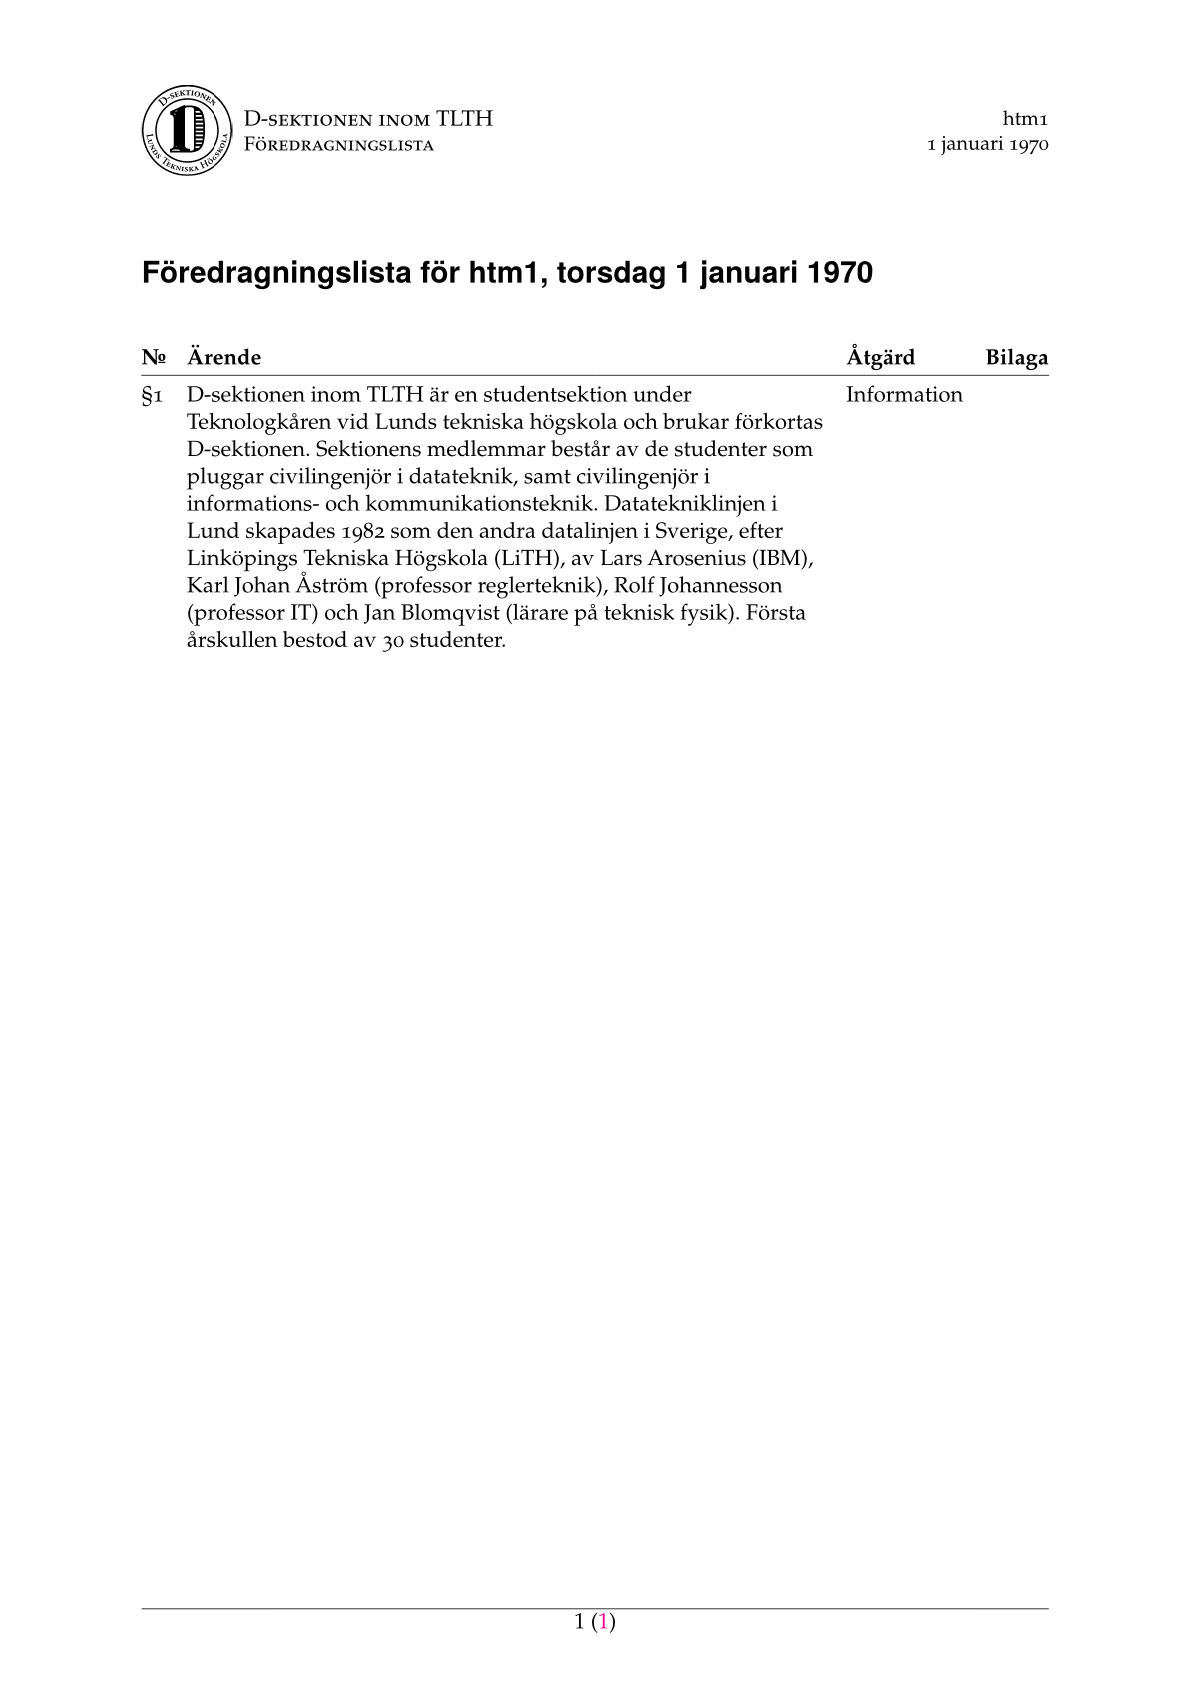 D-SEKTIONEN
LUNDS TEKNISKA HÖGSKOLA
D-SEKTIONEN INOM TLTH
FÖREDRAGNINGSLISTA
htm1
1 januari 1970
Föredragningslista för htm1, torsdag 1 januari 1970
№ Ärende Åtgärd Bilaga
§1 D-sektionen inom TLTH är en studentsektion under Information
Teknologkåren vid Lunds tekniska högskola och brukar förkortas
D-sektionen. Sektionens medlemmar består av de studenter som
pluggar civilingenjör i datateknik, samt civilingenjör i
informations- och kommunikationsteknik. Datatekniklinjen i
Lund skapades 1982 som den andra datalinjen i Sverige, efter
Linköpings Tekniska Högskola (LiTH), av Lars Arosenius (IBM),
Karl Johan Åström (professor reglerteknik), Rolf Johannesson
(professor IT) och Jan Blomqvist (lärare på teknisk fysik). Första
årskullen bestod av 30 studenter.
1 (1)